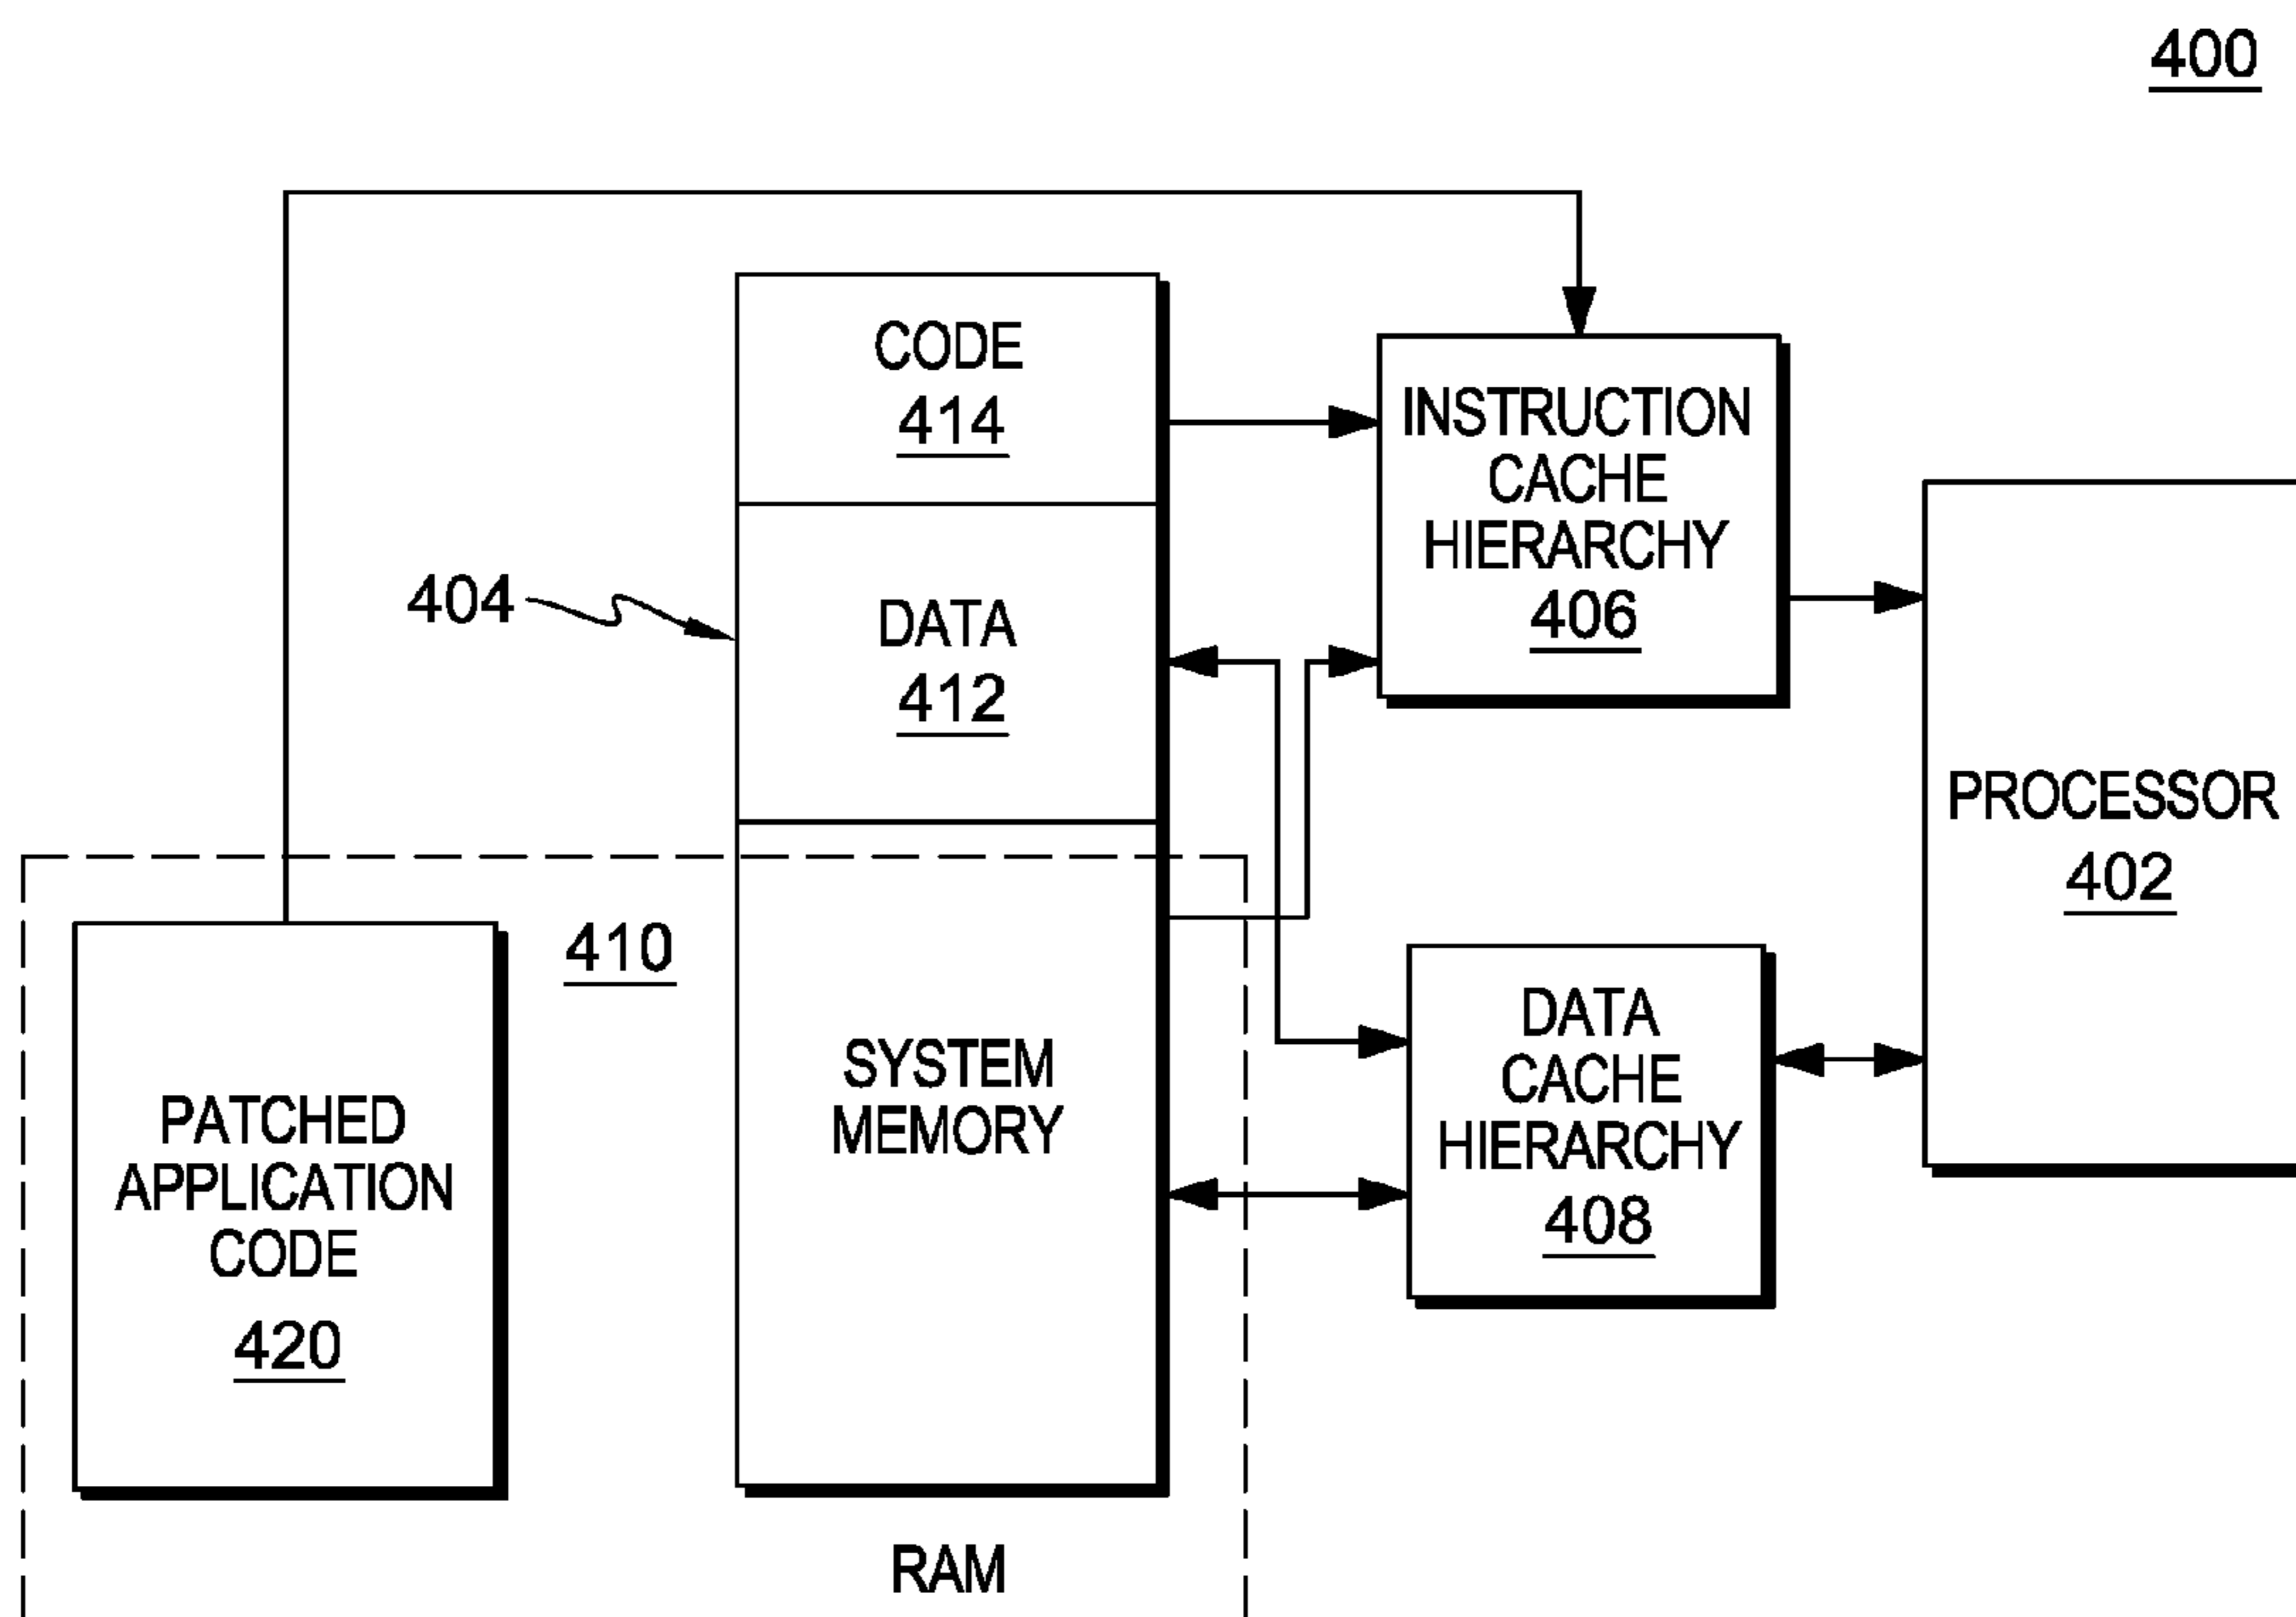 400
CODE
414
404
DATA
412
INSTRUCTION
CACHE
HIERARCHY
406
PROCESSOR
402
410
PATCHED
APPLICATION
CODE
420
SYSTEM
MEMORY
DATA
CACHE
HIERARCHY
408
RAM